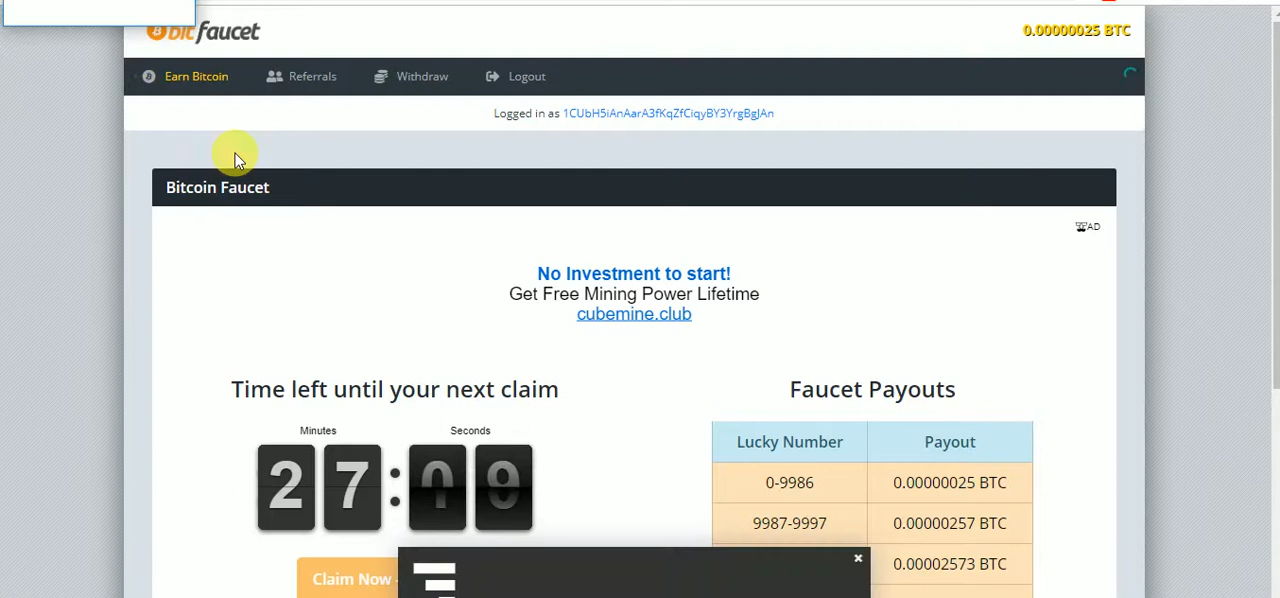 bitfaucet
0.00000025 BTC
Earn Bitcoin Referrals Withdraw Logout
Logged in as 1CUbH5iAnAarA3fKqZfCiqyBY3YrgBgJAn
Bitcoin Faucet
AD
No Investment to start!
Get Free Mining Power Lifetime
cubemine.club
Time left until your next claim
Minutes Seconds
27:09
Claim Now -
Faucet Payouts
Lucky Number Payout
0-9986 0.00000025 BTC
9987-9997 0.00000257 BTC
0.00002573 BTC